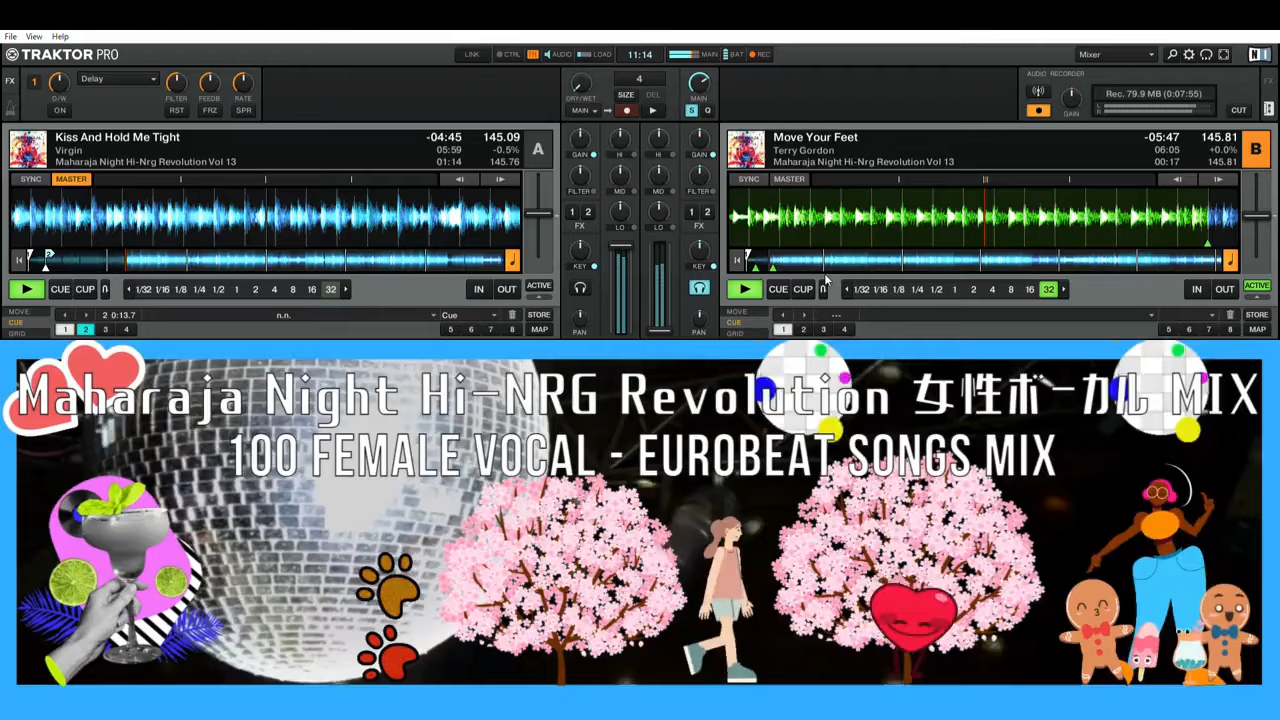 File View Help
TRAKTOR PRO
LINK CTRL AUDIO LOAD 11:14 MAIN BAT REC Mixer
FX 1 D/W Delay FILTER FEEDB RATE
ON RST FRZ SPR
DRY/WET 4 MAIN
SIZE DEL
MAIN S Q
AUDIO RECORDER
GAIN Rec. 79.9 MB (0:07:55) CUT
Kiss And Hold Me Tight -04:45 145.09
Virgin 05:59 -0.5%
Maharaja Night Hi-Nrg Revolution Vol 13 01:14 145.76
A
SYNC MASTER
2
CUE CUP 1/32 1/16 1/8 1/4 1/2 1 2 4 8 16 32 IN OUT ACTIVE
MOVE CUE GRID
2 0:13.7 n.n. Cue STORE
1 2 3 4 5 6 7 8 MAP
GAIN HI HI GAIN
FILTER MID MID FILTER
1 2 LO LO 1 2
FX FX
KEY KEY
PAN PAN
Move Your Feet -05:47 145.81
Terry Gordon 06:05 +0.0%
Maharaja Night Hi-Nrg Revolution Vol 13 00:17 145.81
B
SYNC MASTER
CUE CUP 1/32 1/16 1/8 1/4 1/2 1 2 4 8 16 32 IN OUT ACTIVE
MOVE CUE GRID
--- STORE
1 2 3 4 5 6 7 8 MAP
Maharaja Night Hi-NRG Revolution 女性ボーカル MIX
100 FEMALE VOCAL - EUROBEAT SONGS MIX